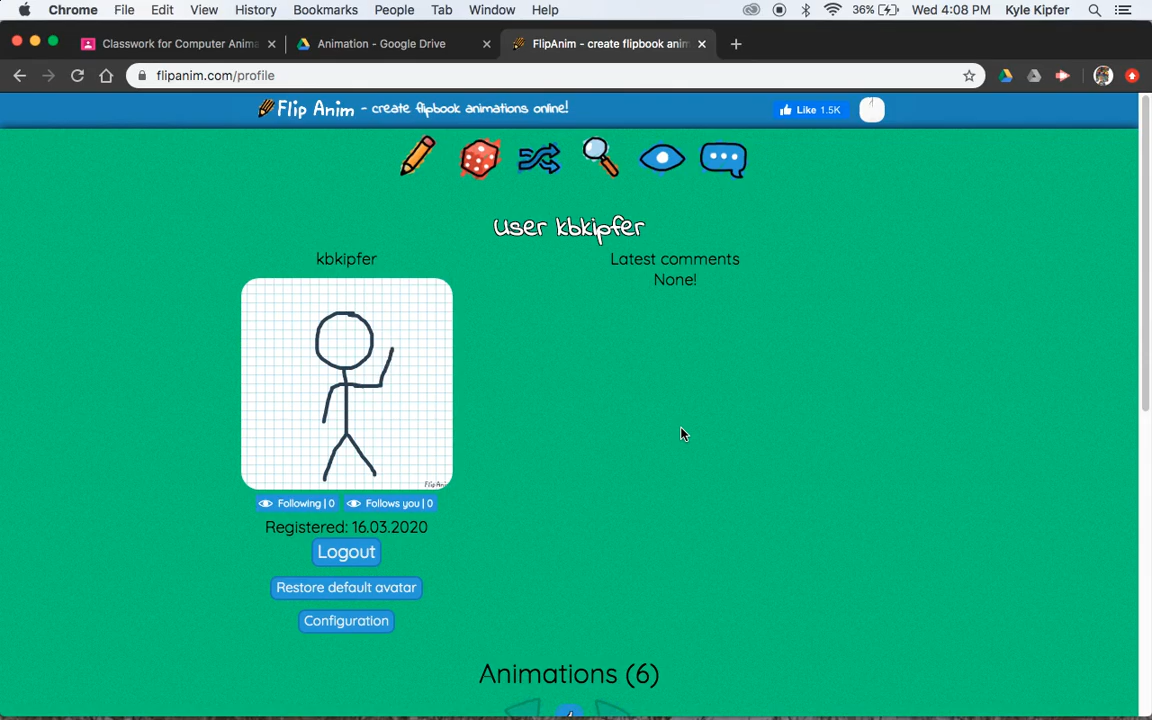 Chrome File Edit View History Bookmarks People Tab Window Help 36% Wed 4:08 PM Kyle Kipfer
Classwork for Computer Anima
Animation - Google Drive
FlipAnim - create flipbook anim
flipanim.com/profile
Flip Anim - create flipbook animations online!
Like 1.5K
User kbkipfer
kbkipfer
Latest comments
None!
FlipAni
Following | 0
Follows you | 0
Registered: 16.03.2020
Logout
Restore default avatar
Configuration
Animations (6)